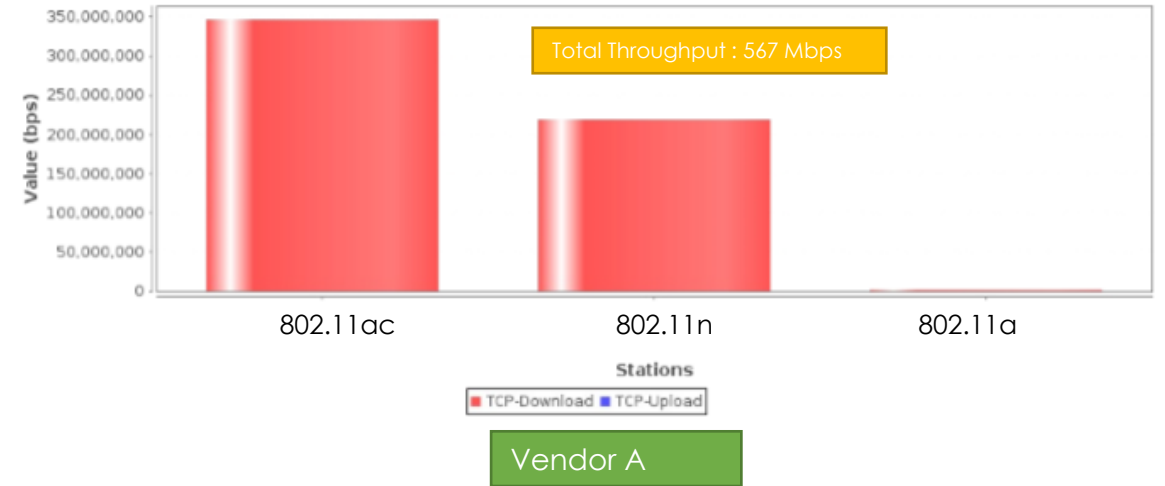 350,000,000
300,000,000
250,000,000
200,000,000
150,000,000
100,000,000
50,000,000
0
Value (bps)
Total Throughput : 567 Mbps
802.11ac 802.11n 802.11a
Stations
TCP-Download TCP-Upload
Vendor A